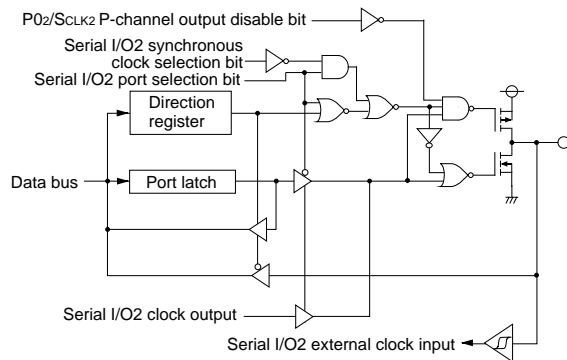 P02/SCLK2 P-channel output disable bit
Serial I/O2 synchronous
clock selection bit
Serial I/O2 port selection bit
Direction
register
Data bus
Port latch
Serial I/O2 clock output
Serial I/O2 external clock input